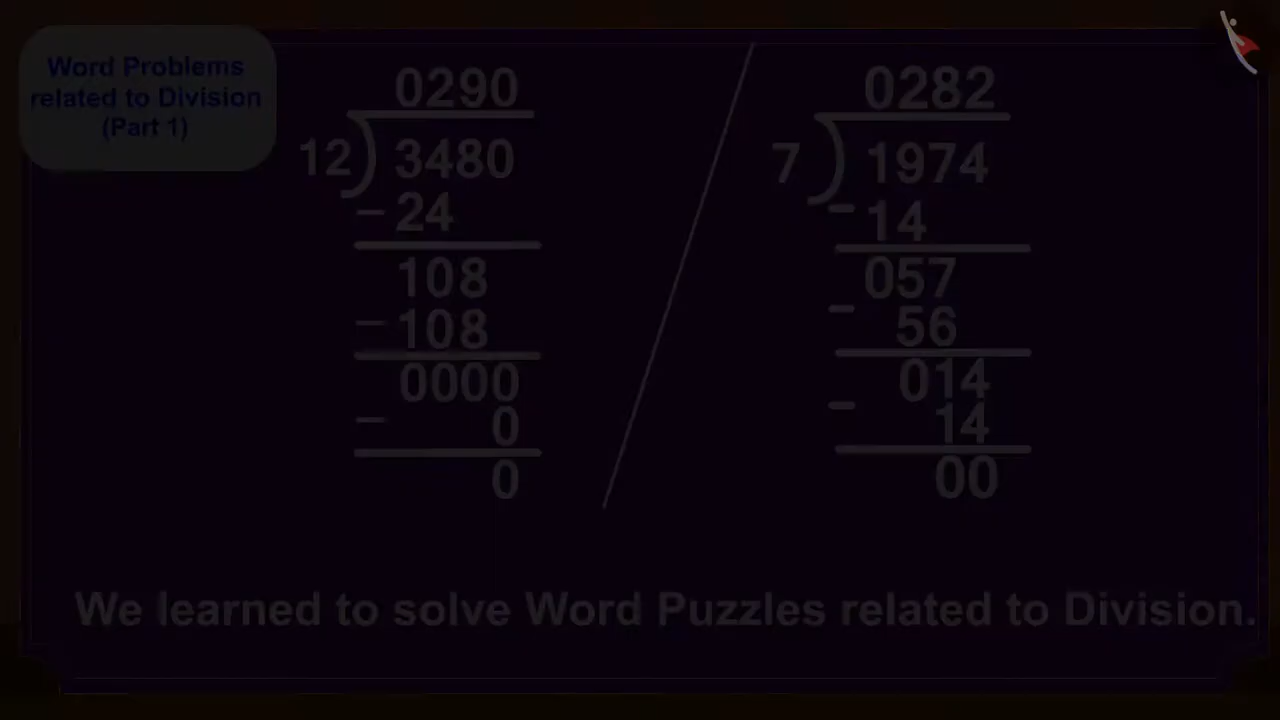 Word Problems
related to Division
(Part 1)
0290
12 ) 3480
− 24
108
− 108
0000
− 0
0
0282
7 ) 1974
− 14
057
− 56
014
− 14
00
We learned to solve Word Puzzles related to Division.